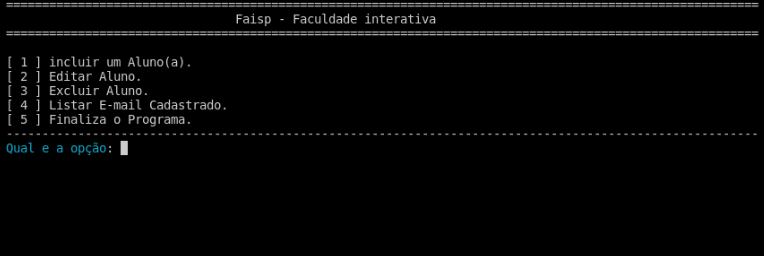 =========================================================================================================
Faisp - Faculdade interativa
=========================================================================================================
[ 1 ] incluir um Aluno(a).
[ 2 ] Editar Aluno.
[ 3 ] Excluir Aluno.
[ 4 ] Listar E-mail Cadastrado.
[ 5 ] Finaliza o Programa.
---------------------------------------------------------------------------------------------------------
Qual e a opção: